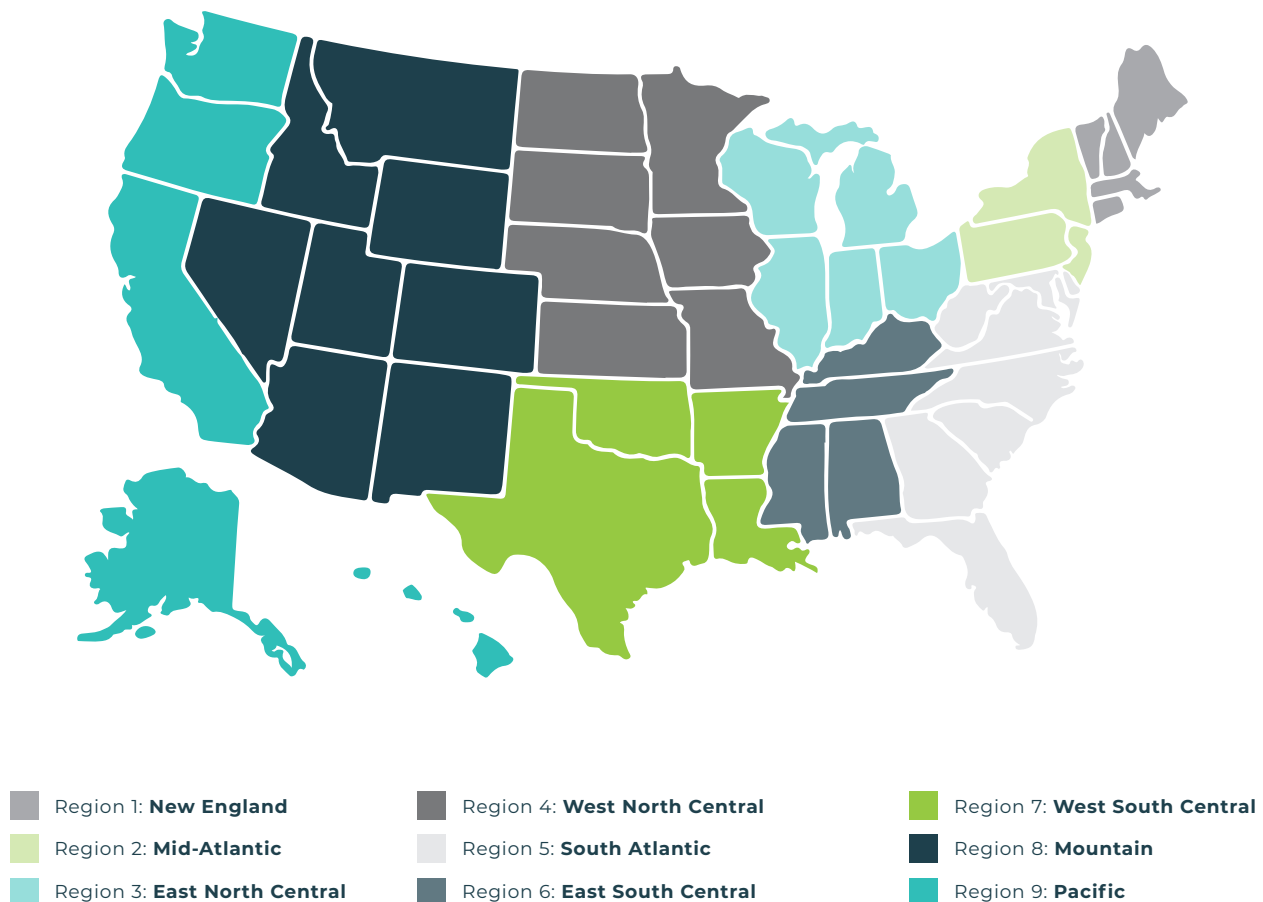 Region 1: New England
Region 2: Mid-Atlantic
Region 3: East North Central
Region 4: West North Central
Region 5: South Atlantic
Region 6: East South Central
Region 7: West South Central
Region 8: Mountain
Region 9: Pacific